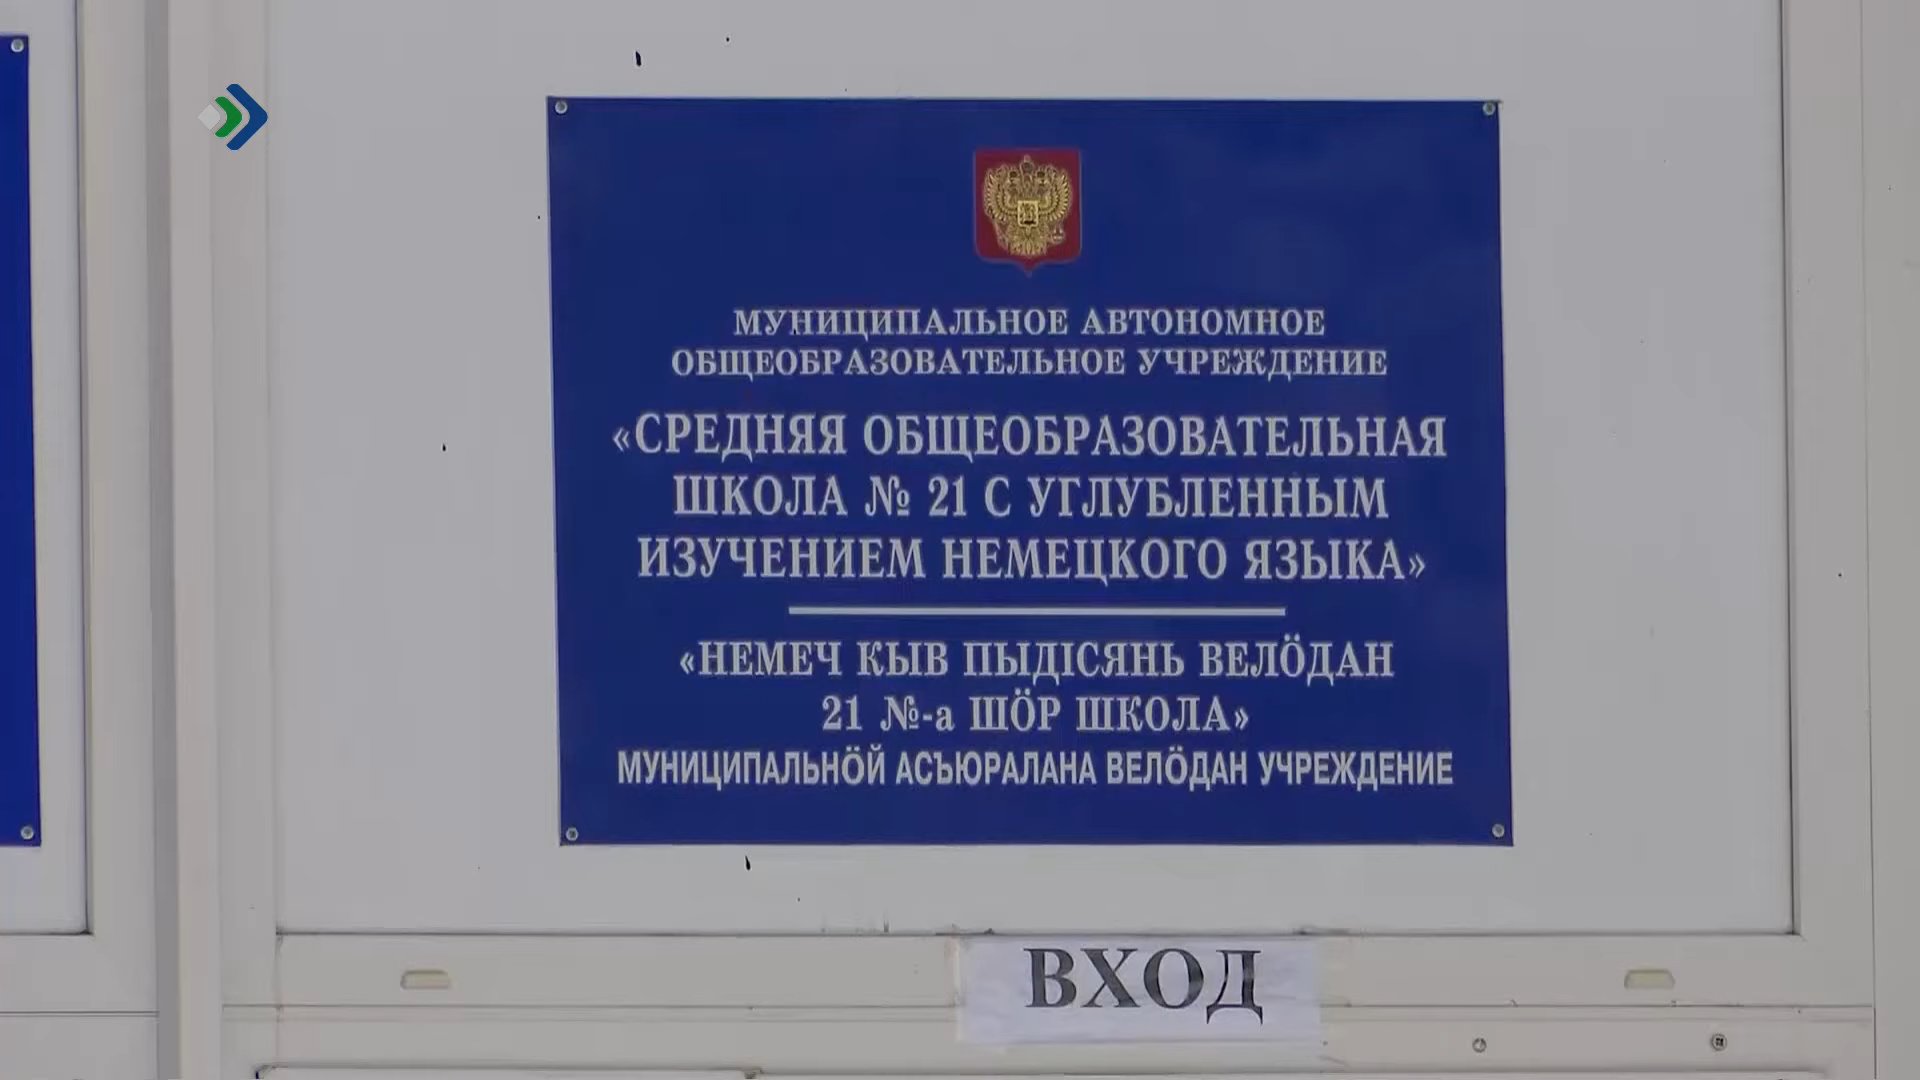 МУНИЦИПАЛЬНОЕ АВТОНОМНОЕ
ОБЩЕОБРАЗОВАТЕЛЬНОЕ УЧРЕЖДЕНИЕ
«СРЕДНЯЯ ОБЩЕОБРАЗОВАТЕЛЬНАЯ
ШКОЛА № 21 С УГЛУБЛЕННЫМ
ИЗУЧЕНИЕМ НЕМЕЦКОГО ЯЗЫКА»
«НЕМЕЧ КЫВ ПЫДІСЯНЬ ВЕЛӦДАН
21 №-а ШӦР ШКОЛА»
МУНИЦИПАЛЬНӦЙ АСЪЮРАЛАНА ВЕЛӦДАН УЧРЕЖДЕНИЕ
ВХОД